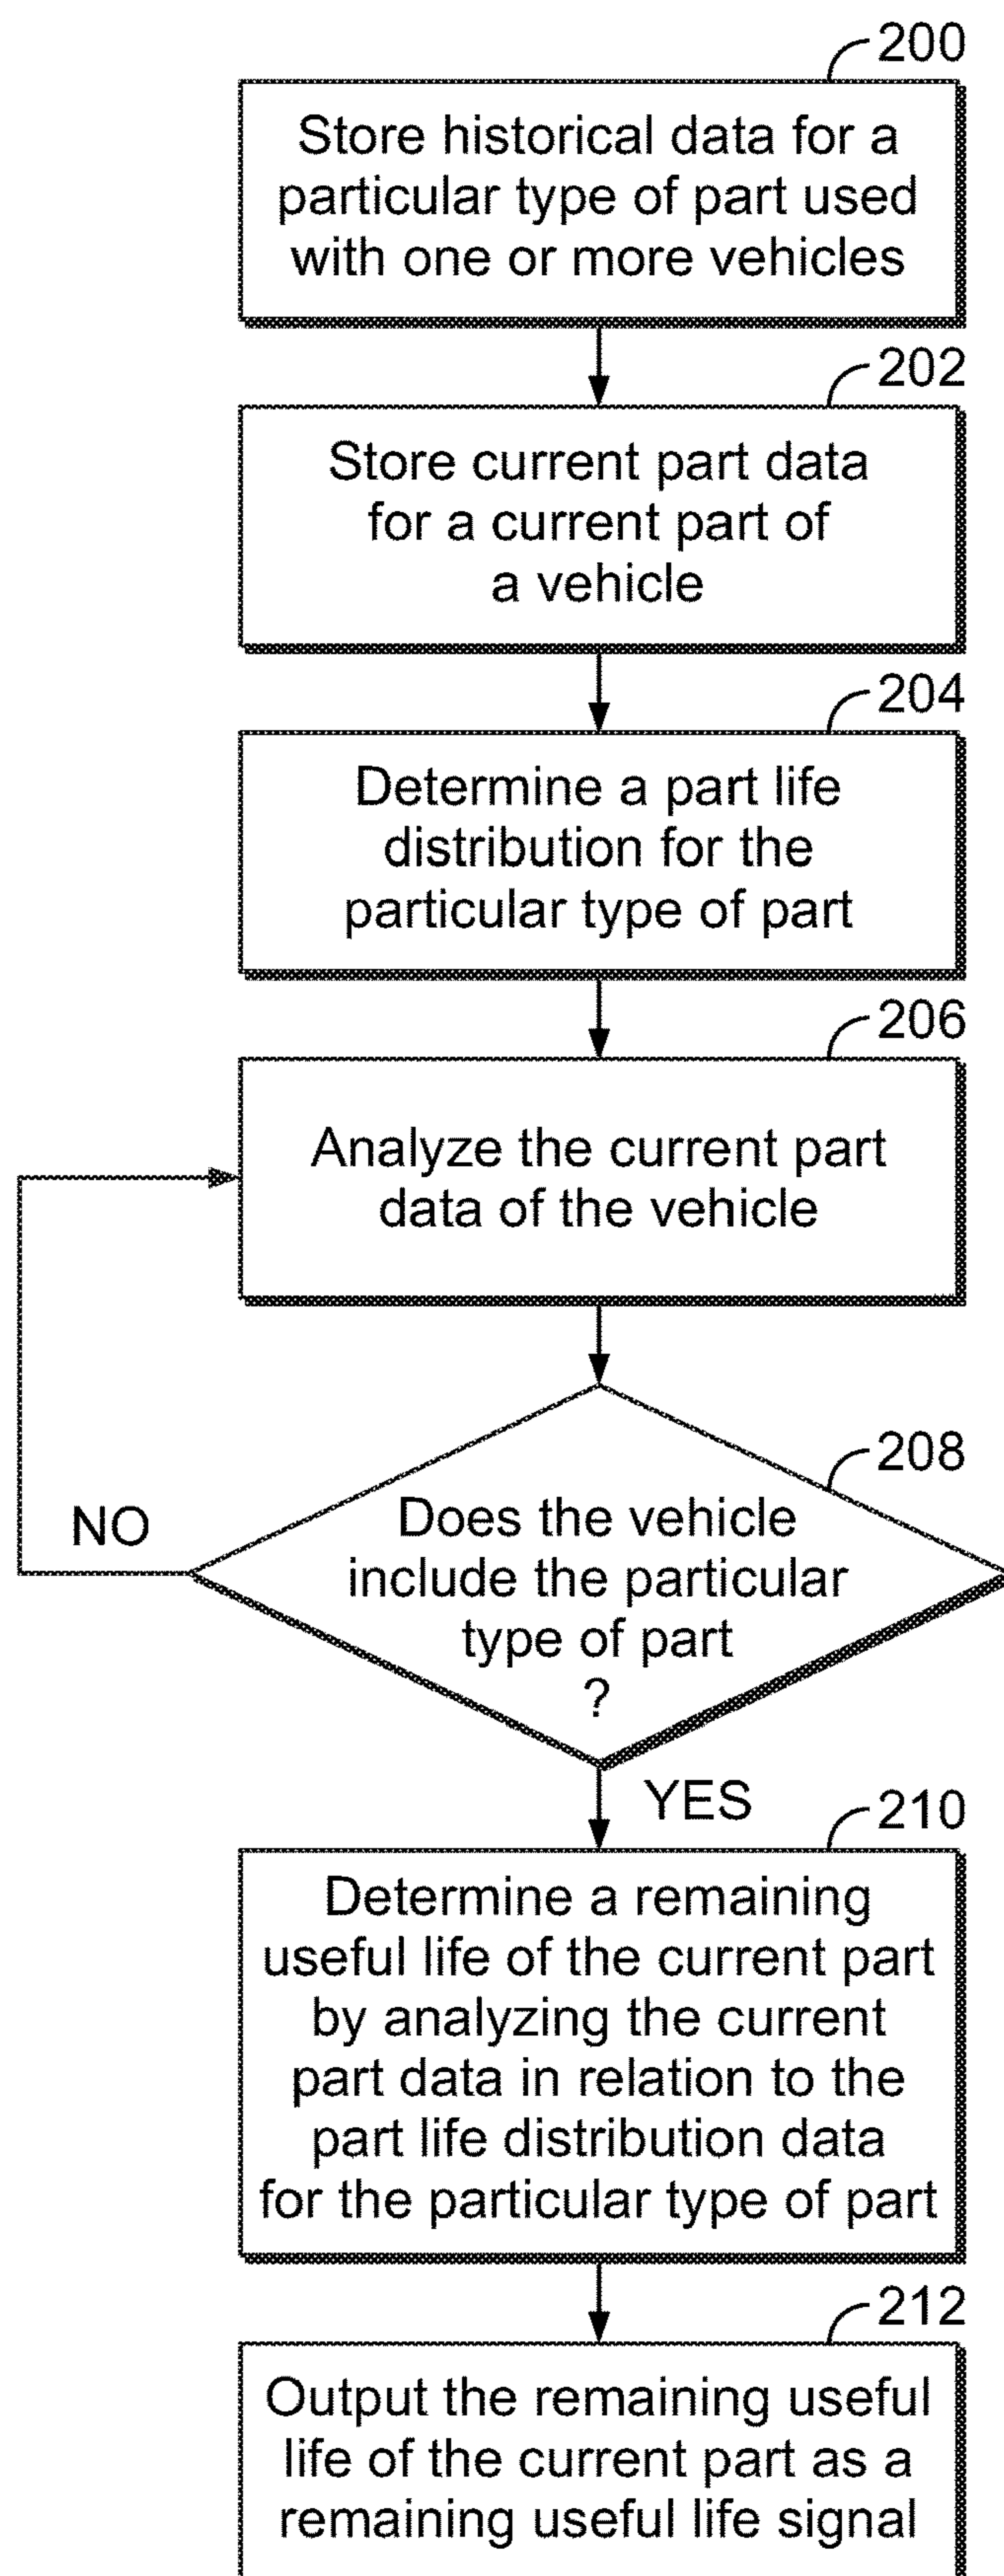 200
Store historical data for a
particular type of part used
with one or more vehicles
202
Store current part data
for a current part of
a vehicle
204
Determine a part life
distribution for the
particular type of part
206
Analyze the current part
data of the vehicle
208
NO
Does the vehicle
include the particular
type of part
?
YES
210
Determine a remaining
useful life of the current part
by analyzing the current
part data in relation to the
part life distribution data
for the particular type of part
212
Output the remaining useful
life of the current part as a
remaining useful life signal